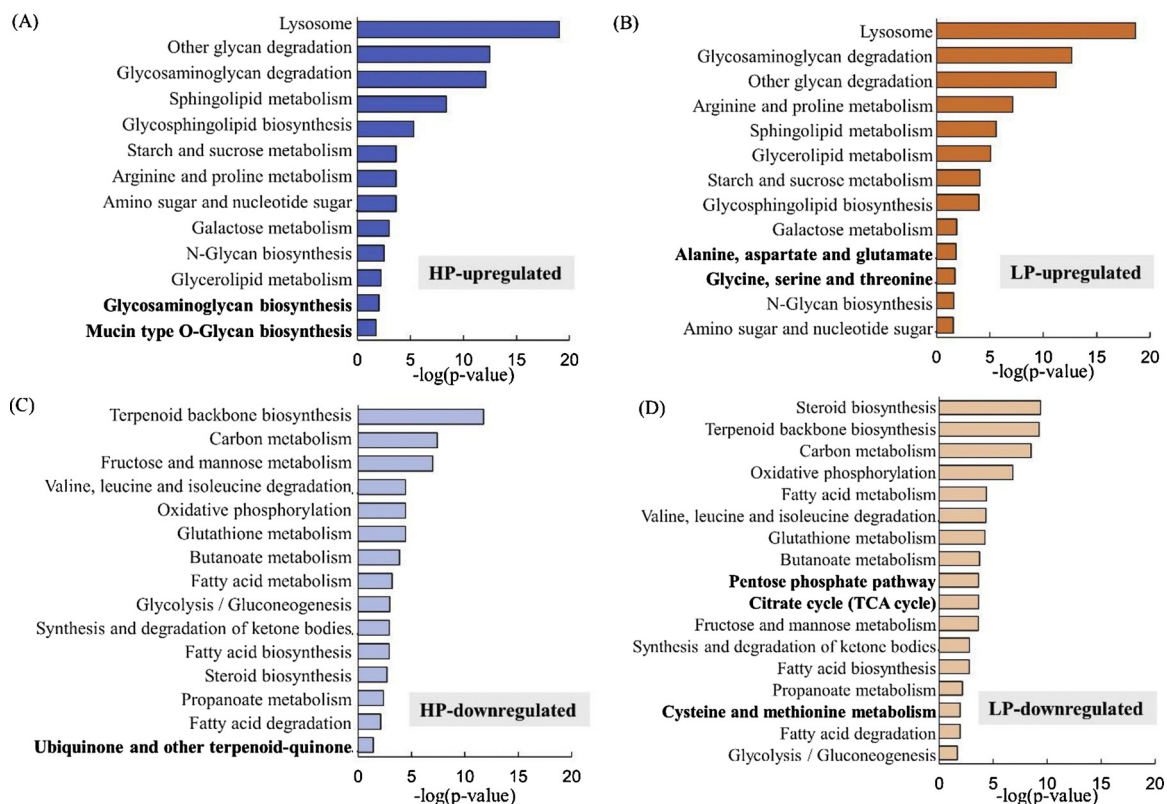 (A)
Lysosome
Other glycan degradation
Glycosaminoglycan degradation
Sphingolipid metabolism
Glycosphingolipid biosynthesis
Starch and sucrose metabolism
Arginine and proline metabolism
Amino sugar and nucleotide sugar
Galactose metabolism
N-Glycan biosynthesis
Glycerolipid metabolism
Glycosaminoglycan biosynthesis
Mucin type O-Glycan biosynthesis
HP-upregulated
0 5 10 15 20
-log(p-value)
(B)
Lysosome
Glycosaminoglycan degradation
Other glycan degradation
Arginine and proline metabolism
Sphingolipid metabolism
Glycerolipid metabolism
Starch and sucrose metabolism
Glycosphingolipid biosynthesis
Galactose metabolism
Alanine, aspartate and glutamate
Glycine, serine and threonine
N-Glycan biosynthesis
Amino sugar and nucleotide sugar
LP-upregulated
0 5 10 15 20
-log(p-value)
(C)
Terpenoid backbone biosynthesis
Carbon metabolism
Fructose and mannose metabolism
Valine, leucine and isoleucine degradation
Oxidative phosphorylation
Glutathione metabolism
Butanoate metabolism
Fatty acid metabolism
Glycolysis / Gluconeogenesis
Synthesis and degradation of ketone bodies
Fatty acid biosynthesis
Steroid biosynthesis
Propanoate metabolism
Fatty acid degradation
Ubiquinone and other terpenoid-quinone
HP-downregulated
0 5 10 15 20
-log(p-value)
(D)
Steroid biosynthesis
Terpenoid backbone biosynthesis
Carbon metabolism
Oxidative phosphorylation
Fatty acid metabolism
Valine, leucine and isoleucine degradation
Glutathione metabolism
Butanoate metabolism
Pentose phosphate pathway
Citrate cycle (TCA cycle)
Fructose and mannose metabolism
Synthesis and degradation of ketone bodies
Fatty acid biosynthesis
Propanoate metabolism
Cysteine and methionine metabolism
Fatty acid degradation
Glycolysis / Gluconeogenesis
LP-downregulated
0 5 10 15 20
-log(p-value)